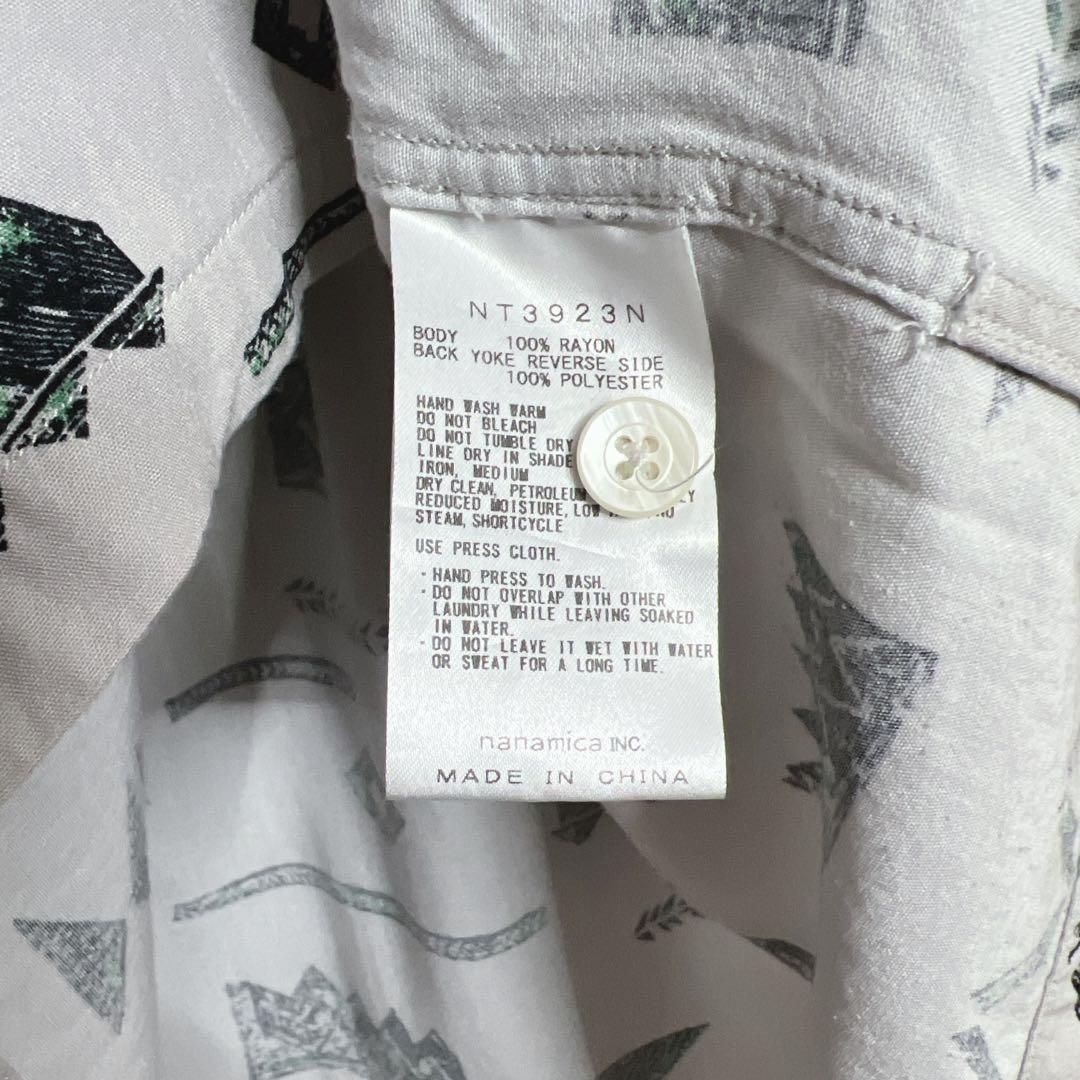 NT3923N
BODY 100% RAYON
BACK YOKE REVERSE SIDE
100% POLYESTER
HAND WASH WARM
DO NOT BLEACH
DO NOT TUMBLE DRY
LINE DRY IN SHADE
IRON, MEDIUM
DRY CLEAN, PETROLEUM
REDUCED MOISTURE, LOW
STEAM, SHORTCYCLE
USE PRESS CLOTH.
・HAND PRESS TO WASH.
・DO NOT OVERLAP WITH OTHER
LAUNDRY WHILE LEAVING SOAKED
IN WATER.
・DO NOT LEAVE IT WET WITH WATER
OR SWEAT FOR A LONG TIME.
nanamica INC.
MADE IN CHINA